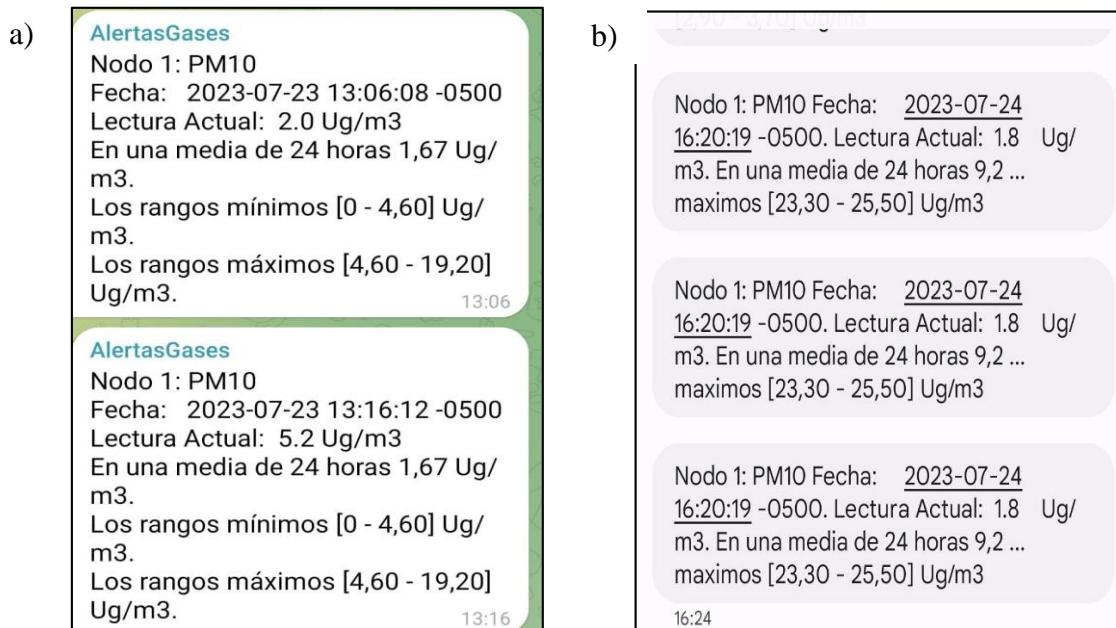 a)
AlertasGases
Nodo 1: PM10
Fecha: 2023-07-23 13:06:08 -0500
Lectura Actual: 2.0 Ug/m3
En una media de 24 horas 1,67 Ug/
m3.
Los rangos mínimos [0 - 4,60] Ug/
m3.
Los rangos máximos [4,60 - 19,20]
Ug/m3.
13:06
AlertasGases
Nodo 1: PM10
Fecha: 2023-07-23 13:16:12 -0500
Lectura Actual: 5.2 Ug/m3
En una media de 24 horas 1,67 Ug/
m3.
Los rangos mínimos [0 - 4,60] Ug/
m3.
Los rangos máximos [4,60 - 19,20]
Ug/m3.
13:16
b)
[2,90 - 3,70] Ug/m3
Nodo 1: PM10 Fecha: 2023-07-24
16:20:19 -0500. Lectura Actual: 1.8 Ug/
m3. En una media de 24 horas 9,2 ...
maximos [23,30 - 25,50] Ug/m3
Nodo 1: PM10 Fecha: 2023-07-24
16:20:19 -0500. Lectura Actual: 1.8 Ug/
m3. En una media de 24 horas 9,2 ...
maximos [23,30 - 25,50] Ug/m3
Nodo 1: PM10 Fecha: 2023-07-24
16:20:19 -0500. Lectura Actual: 1.8 Ug/
m3. En una media de 24 horas 9,2 ...
maximos [23,30 - 25,50] Ug/m3
16:24